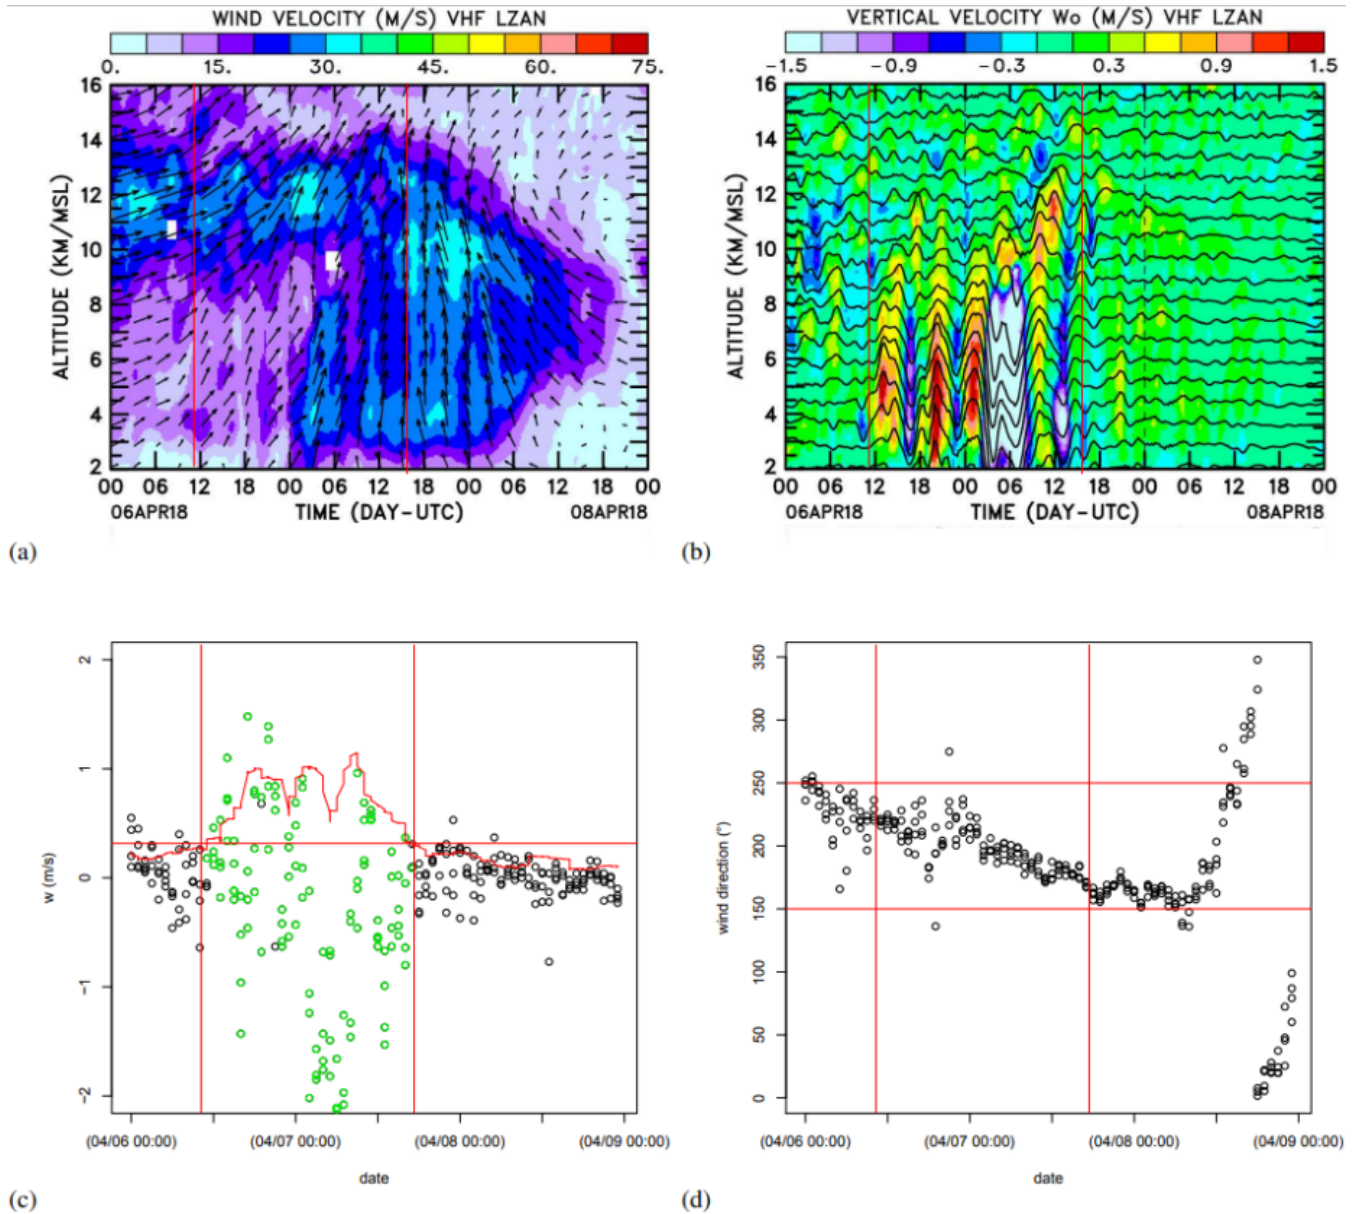 WIND VELOCITY (M/S) VHF LZAN
0. 15. 30. 45. 60. 75.
16
14
12
10
8
6
4
2
ALTITUDE (KM/MSL)
00 06 12 18 00 06 12 18 00 06 12 18 00
06APR18 TIME (DAY-UTC) 08APR18
(a)
VERTICAL VELOCITY Wo (M/S) VHF LZAN
-1.5 -0.9 -0.3 0.3 0.9 1.5
16
14
12
10
8
6
4
2
ALTITUDE (KM/MSL)
00 06 12 18 00 06 12 18 00 06 12 18 00
06APR18 TIME (DAY-UTC) 08APR18
(b)
2
1
0
-1
-2
w (m/s)
(04/06 00:00) (04/07 00:00) (04/08 00:00) (04/09 00:00)
date
(c)
350
300
250
200
150
100
50
0
wind direction (°)
(04/06 00:00) (04/07 00:00) (04/08 00:00) (04/09 00:00)
date
(d)